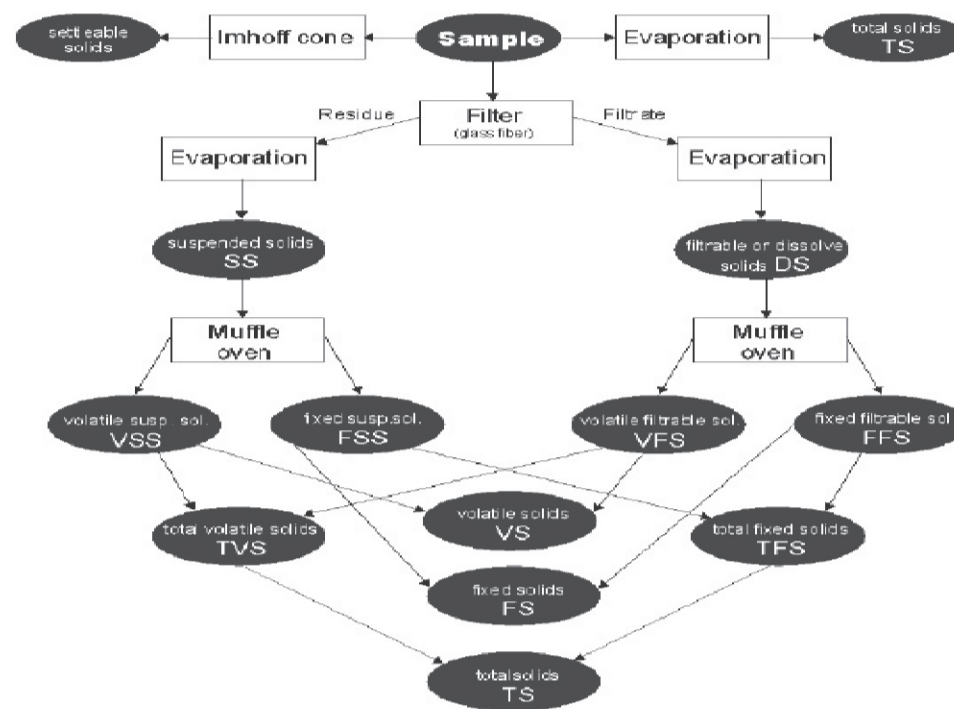 settleable
solids
Imhoff cone
Sample
Evaporation
total solids
TS
Residue
Filter
(glass fiber)
Filtrate
Evaporation
Evaporation
suspended solids
SS
filtrable or dissolve
solids DS
Muffle
oven
Muffle
oven
volatile susp. sol.
VSS
fixed susp.sol.
FSS
volatile filtrable sol.
VFS
fixed filtrable sol
FFS
total volatile solids
TVS
volatile solids
VS
total fixed solids
TFS
fixed solids
FS
totalsolids
TS